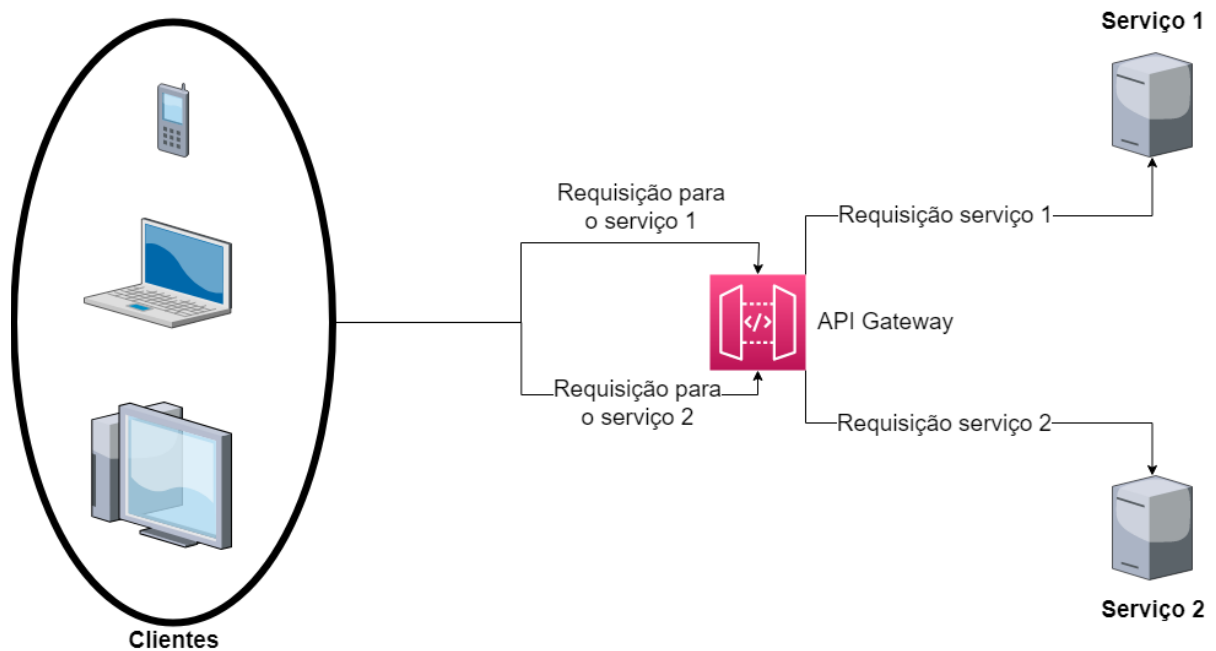 Serviço 1
Requisição para
o serviço 1
Requisição serviço 1
</>
API Gateway
Requisição para
o serviço 2
Requisição serviço 2
Serviço 2
Clientes